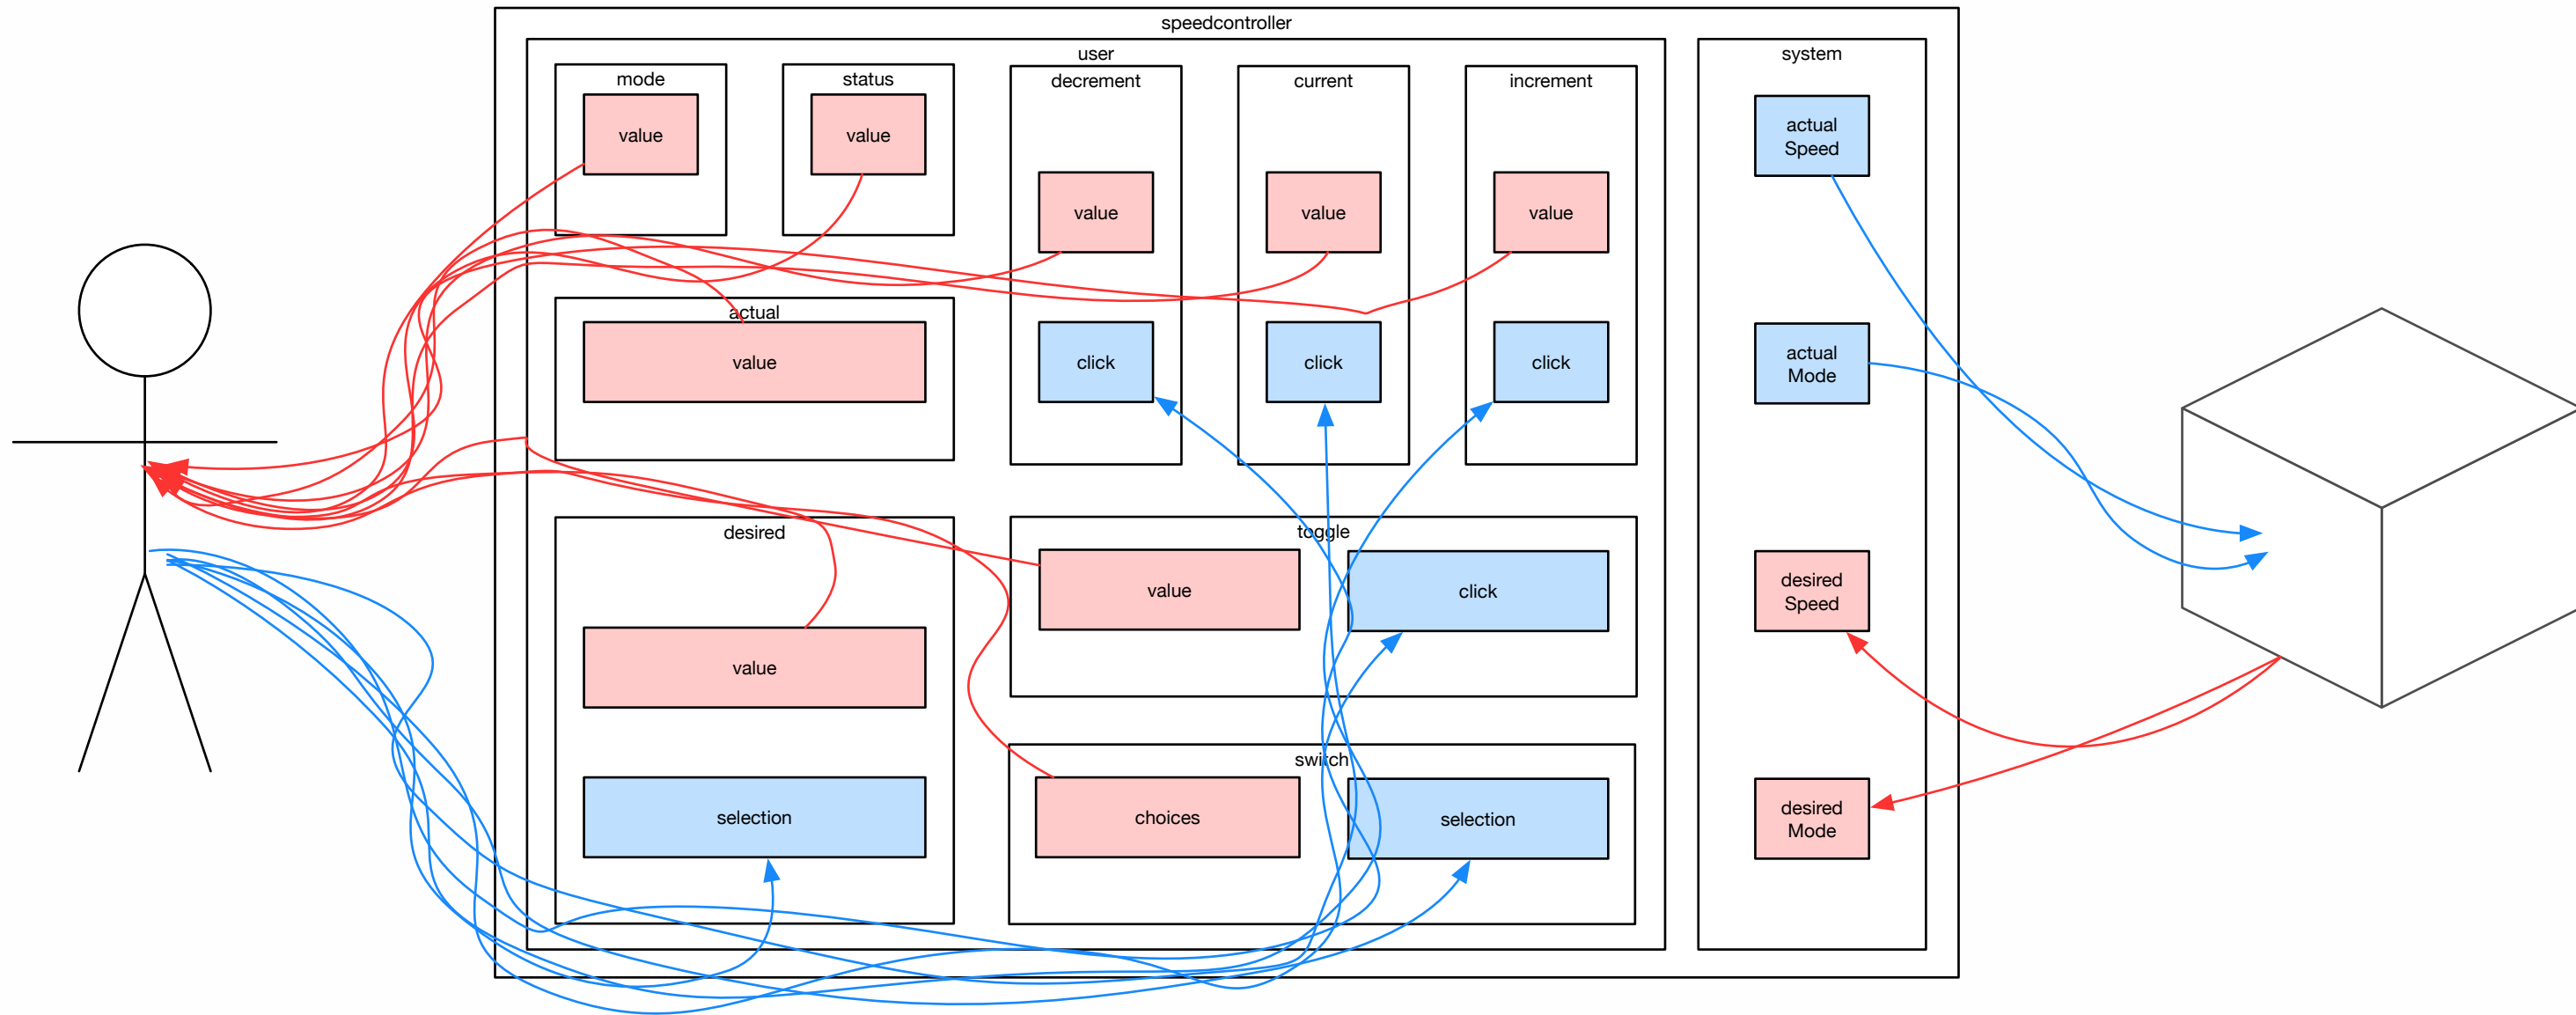 speedcontroller
user
system
mode
status
decrement
current
increment
value
value
actual
Speed
value
value
value
actual
value
click
click
click
actual
Mode
desired
toggle
value
click
desired
Speed
value
switch
selection
choices
selection
desired
Mode